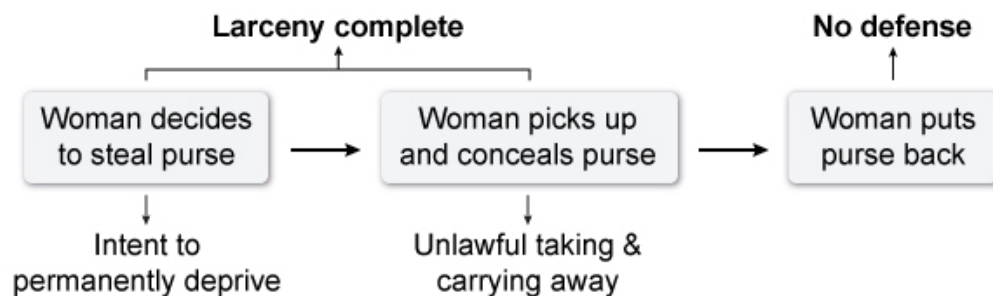 Larceny complete
No defense
Woman decides
to steal purse
Woman picks up
and conceals purse
Woman puts
purse back
Intent to
permanently deprive
Unlawful taking &
carrying away